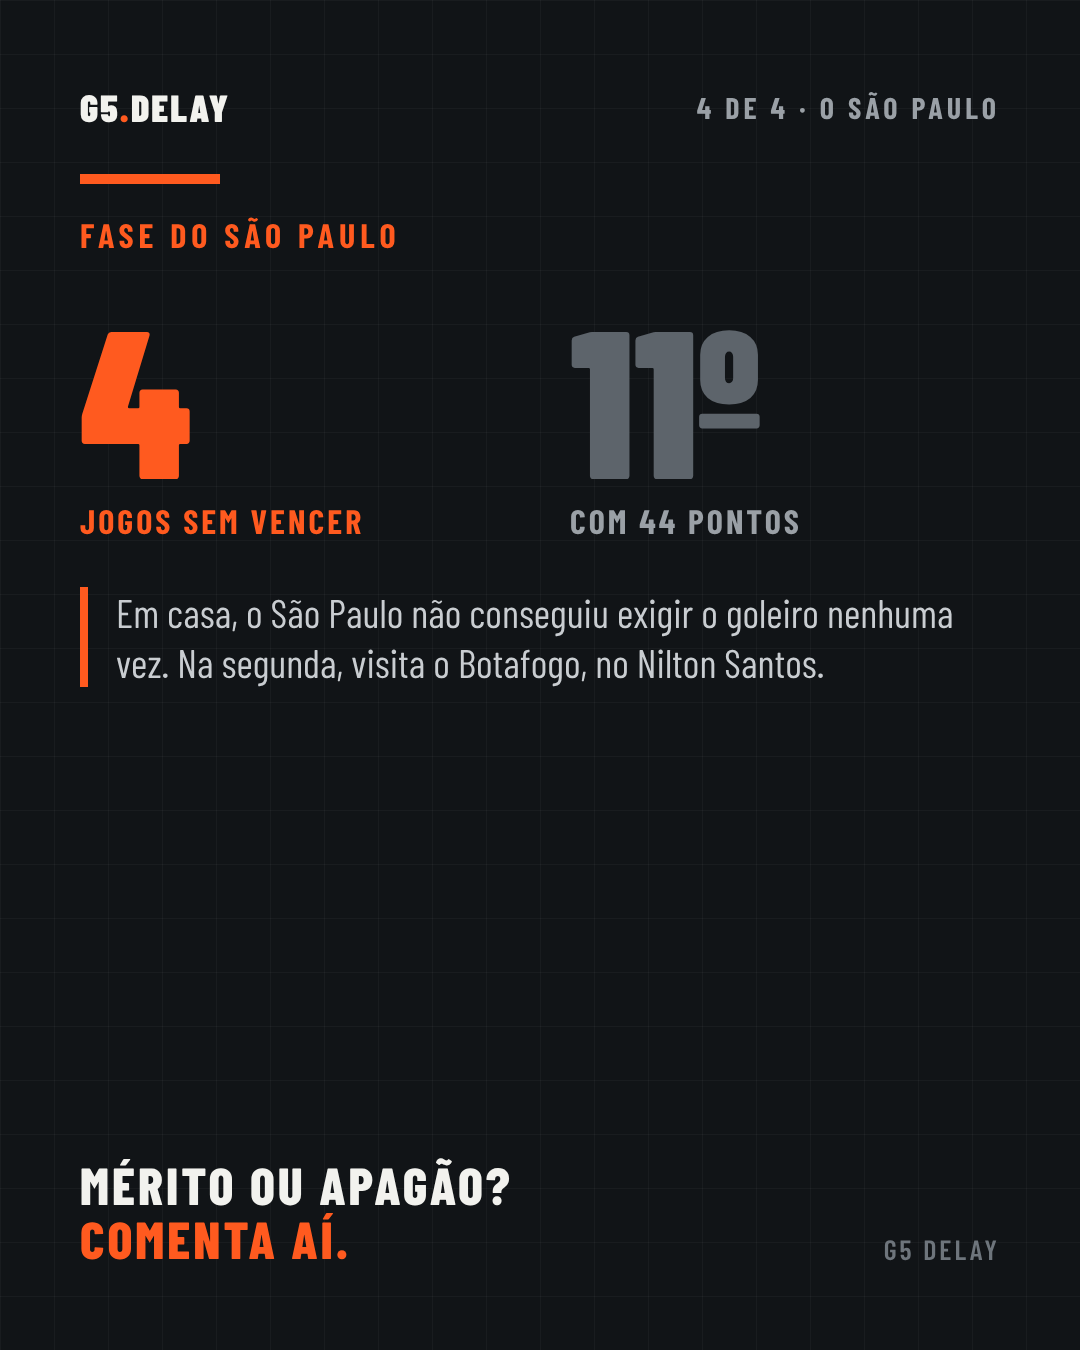 G5.DELAY
4 DE 4 · O SÃO PAULO
FASE DO SÃO PAULO
4
11º
JOGOS SEM VENCER
COM 44 PONTOS
Em casa, o São Paulo não conseguiu exigir o goleiro nenhuma
vez. Na segunda, visita o Botafogo, no Nilton Santos.
MÉRITO OU APAGÃO?
COMENTA AÍ.
G5 DELAY